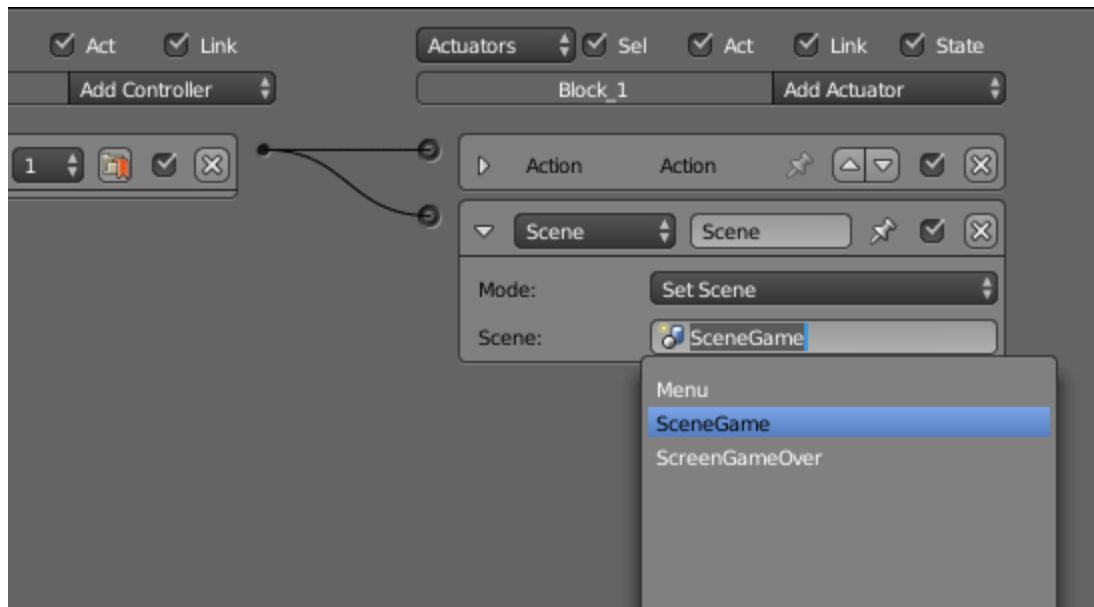 Act Link Actuators Sel Act Link State
Add Controller Block_1 Add Actuator
1 Action Action
Scene Scene
Mode: Set Scene
Scene: SceneGame
Menu
SceneGame
ScreenGameOver